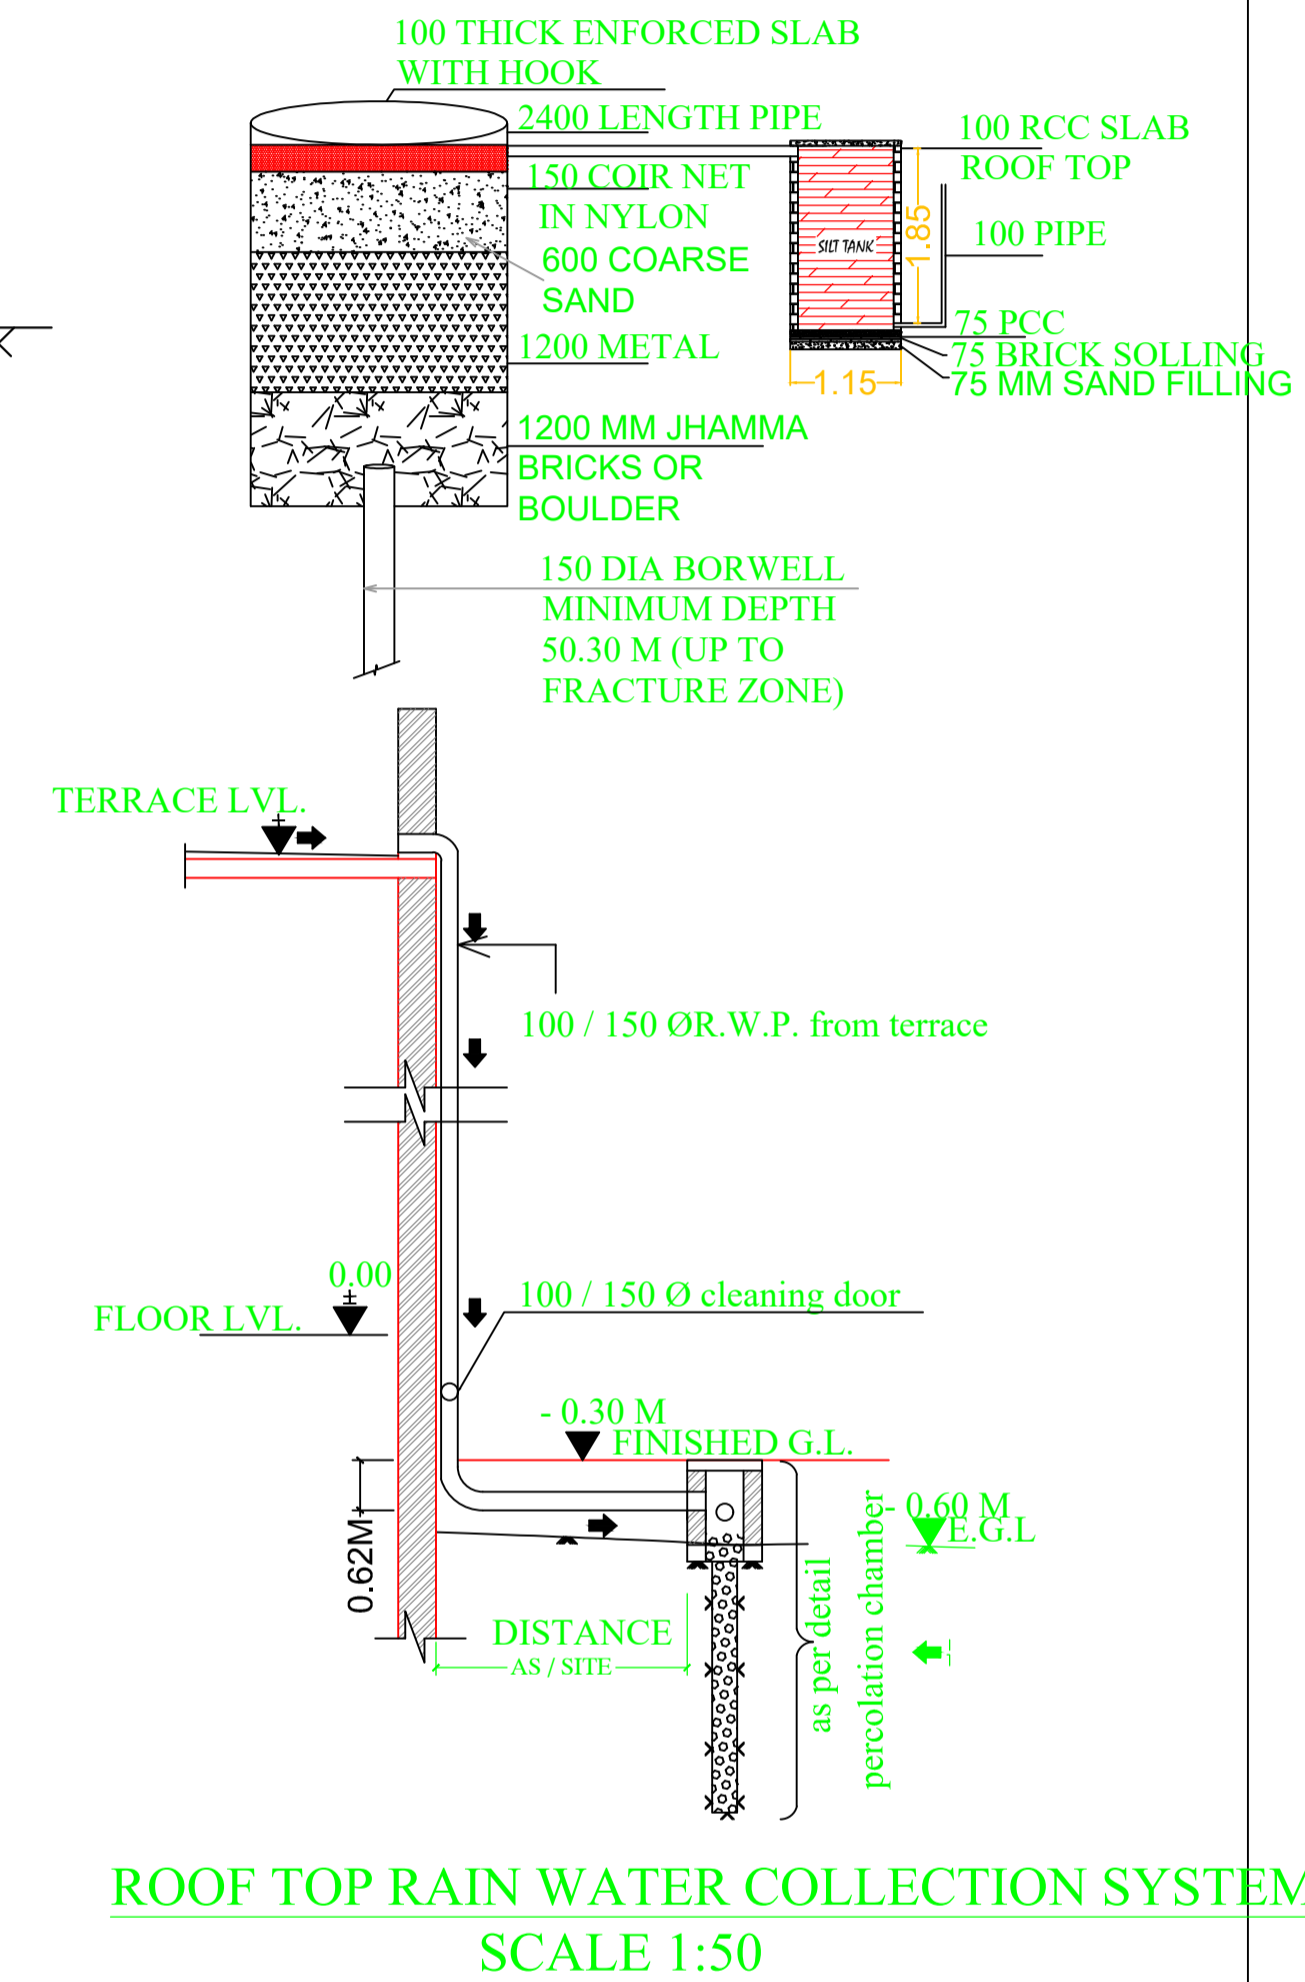 100 THICK ENFORCED SLAB
WITH HOOK
2400 LENGTH PIPE
150 COIR NET
IN NYLON
600 COARSE
SAND
1200 METAL
1200 MM JHAMMA
BRICKS OR
BOULDER
150 DIA BORWELL
MINIMUM DEPTH
50.30 M (UP TO
FRACTURE ZONE)
100 RCC SLAB
ROOF TOP
100 PIPE
SILT TANK
1.85
75 PCC
75 BRICK SOLLING
75 MM SAND FILLING
1.15
TERRACE LVL.
±
100 / 150 ØR.W.P. from terrace
0.00
±
FLOOR LVL.
100 / 150 Ø cleaning door
- 0.30 M
FINISHED G.L.
0.62M
- 0.60 M
E.G.L
DISTANCE
AS / SITE
as per detail
percolation chamber
ROOF TOP RAIN WATER COLLECTION SYSTEM
SCALE 1:50